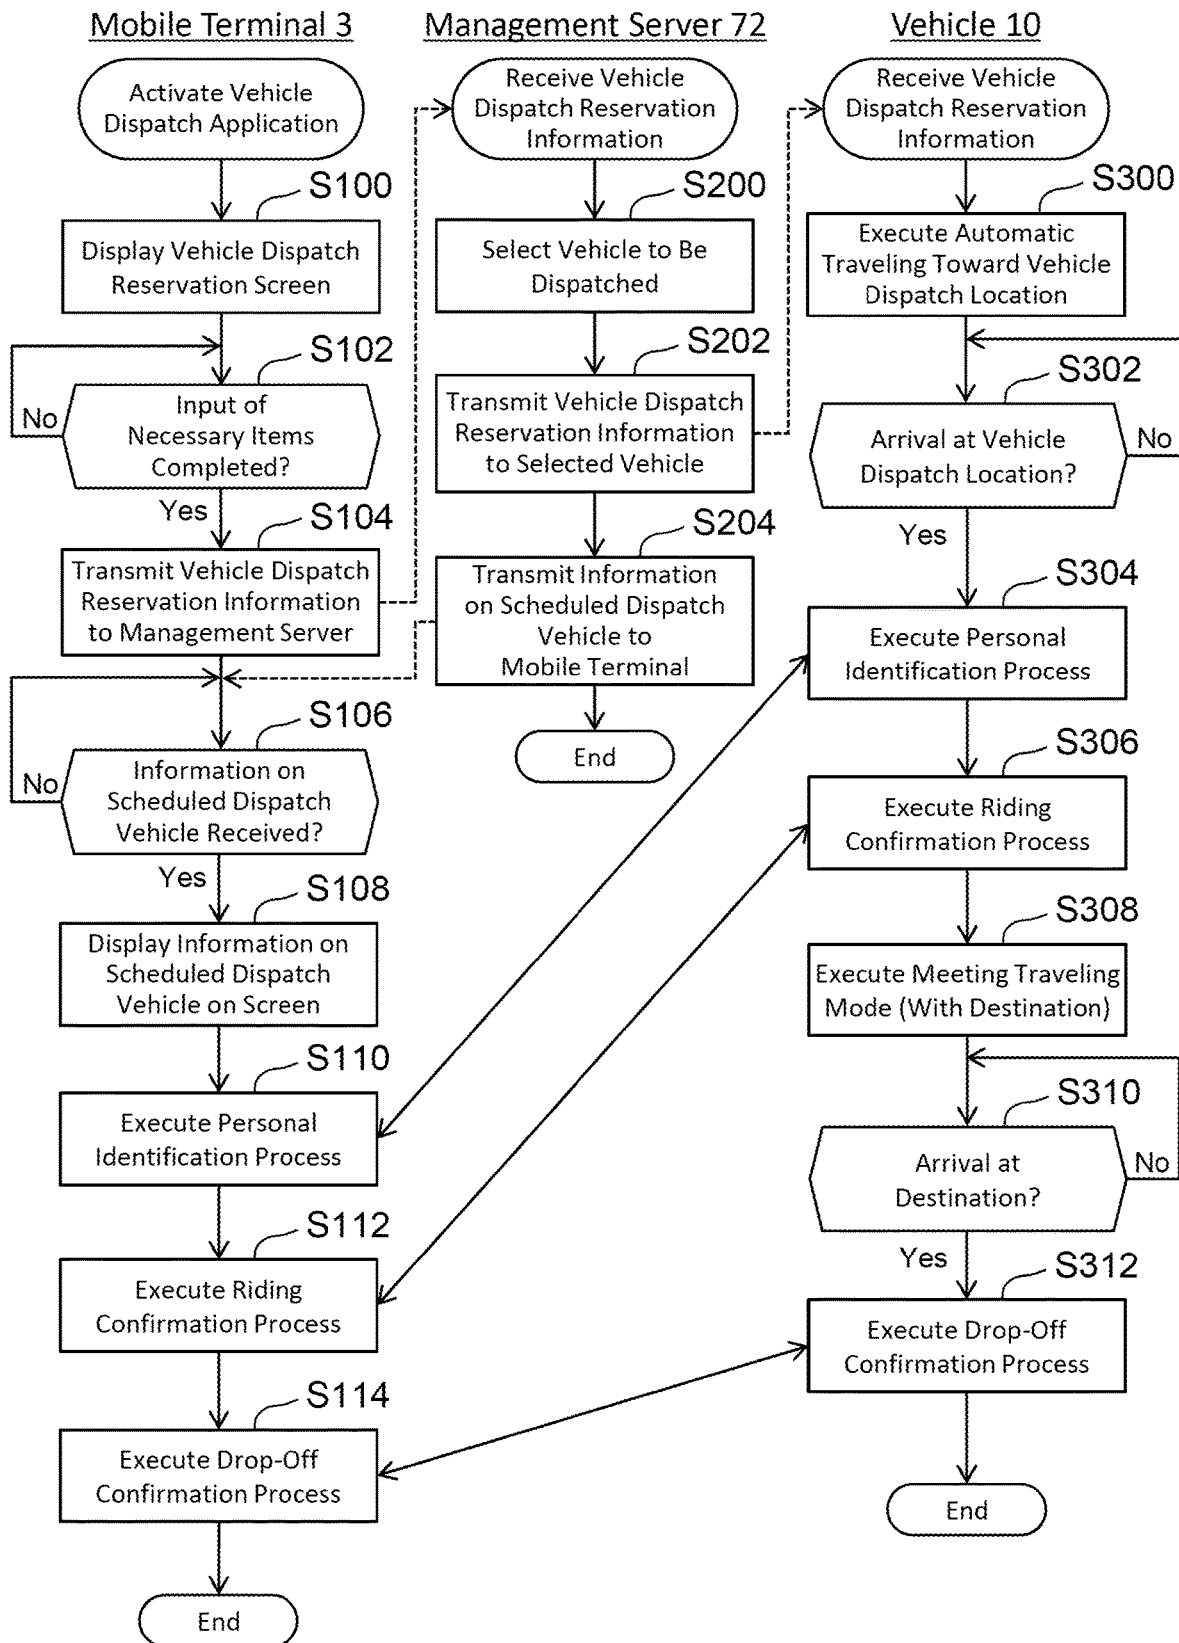 Mobile Terminal 3
Activate Vehicle
Dispatch Application
S100
Display Vehicle Dispatch
Reservation Screen
S102
Input of
Necessary Items
Completed?
No
Yes
S104
Transmit Vehicle Dispatch
Reservation Information
to Management Server
S106
Information on
Scheduled Dispatch
Vehicle Received?
No
Yes
S108
Display Information on
Scheduled Dispatch
Vehicle on Screen
S110
Execute Personal
Identification Process
S112
Execute Riding
Confirmation Process
S114
Execute Drop-Off
Confirmation Process
End
Management Server 72
Receive Vehicle
Dispatch Reservation
Information
S200
Select Vehicle to Be
Dispatched
S202
Transmit Vehicle Dispatch
Reservation Information
to Selected Vehicle
S204
Transmit Information
on Scheduled Dispatch
Vehicle to
Mobile Terminal
End
Vehicle 10
Receive Vehicle
Dispatch Reservation
Information
S300
Execute Automatic
Traveling Toward Vehicle
Dispatch Location
S302
Arrival at Vehicle
Dispatch Location?
No
Yes
S304
Execute Personal
Identification Process
S306
Execute Riding
Confirmation Process
S308
Execute Meeting Traveling
Mode (With Destination)
S310
Arrival at
Destination?
No
Yes
S312
Execute Drop-Off
Confirmation Process
End